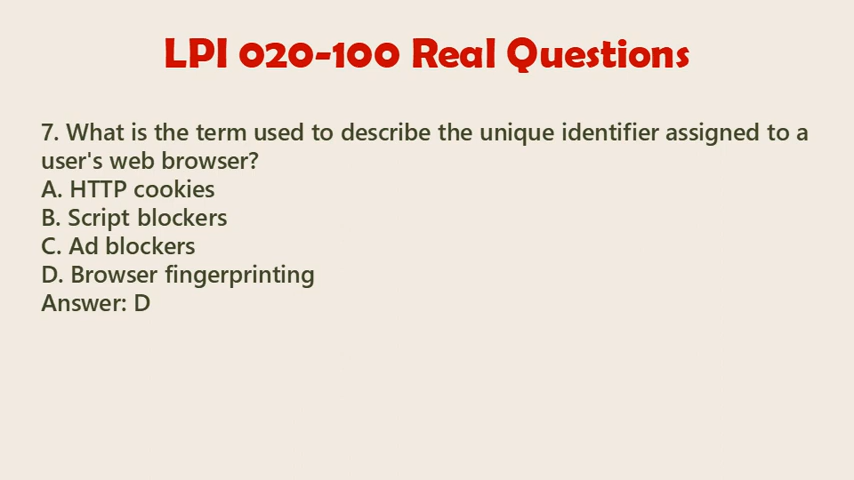 LPI 020-100 Real Questions
7. What is the term used to describe the unique identifier assigned to a
user's web browser?
A. HTTP cookies
B. Script blockers
C. Ad blockers
D. Browser fingerprinting
Answer: D